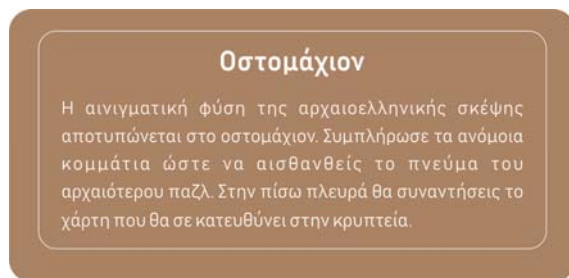 Οστομάχιον
Η αινιγματική φύση της αρχαιοελληνικής σκέψης
αποτυπώνεται στο οστομάχιον. Συμπλήρωσε τα ανόμοια
κομμάτια ώστε να αισθανθείς το πνεύμα του
αρχαιότερου παζλ. Στην πίσω πλευρά θα συναντήσεις το
χάρτη που θα σε κατευθύνει στην κρυπτεία.